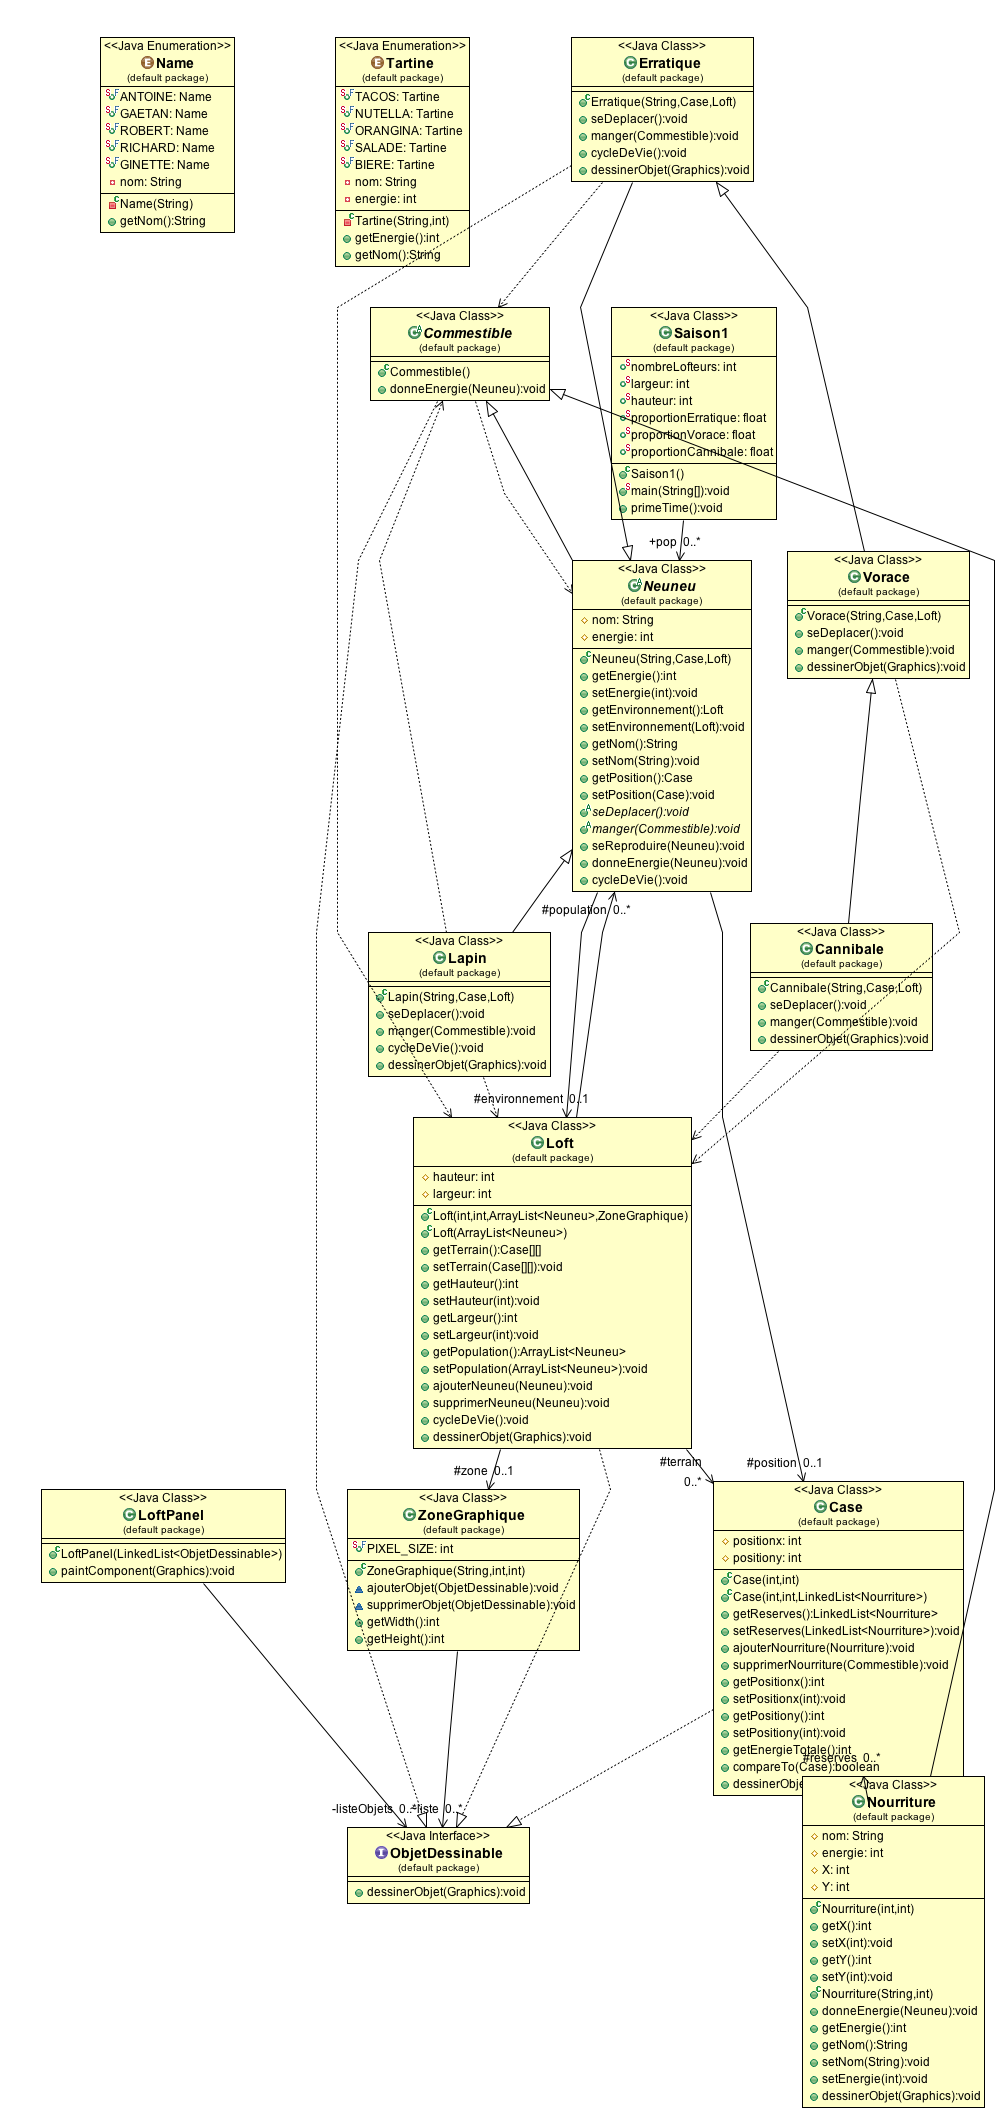 <<Java Enumeration>>
Name
(default package)
ANTOINE: Name
GAETAN: Name
ROBERT: Name
RICHARD: Name
GINETTE: Name
nom: String
Name(String)
getNom():String
<<Java Enumeration>>
Tartine
(default package)
TACOS: Tartine
NUTELLA: Tartine
ORANGINA: Tartine
SALADE: Tartine
BIERE: Tartine
nom: String
energie: int
Tartine(String,int)
getEnergie():int
getNom():String
<<Java Class>>
Erratique
(default package)
Erratique(String,Case,Loft)
seDeplacer():void
manger(Commestible):void
cycleDeVie():void
dessinerObjet(Graphics):void
<<Java Class>>
Commestible
(default package)
Commestible()
donneEnergie(Neuneu):void
<<Java Class>>
Saison1
(default package)
nombreLofteurs: int
largeur: int
hauteur: int
proportionErratique: float
proportionVorace: float
proportionCannibale: float
Saison1()
main(String[]):void
primeTime():void
+pop 0..*
<<Java Class>>
Neuneu
(default package)
nom: String
energie: int
Neuneu(String,Case,Loft)
getEnergie():int
setEnergie(int):void
getEnvironnement():Loft
setEnvironnement(Loft):void
getNom():String
setNom(String):void
getPosition():Case
setPosition(Case):void
seDeplacer():void
manger(Commestible):void
seReproduire(Neuneu):void
donneEnergie(Neuneu):void
cycleDeVie():void
<<Java Class>>
Vorace
(default package)
Vorace(String,Case,Loft)
seDeplacer():void
manger(Commestible):void
dessinerObjet(Graphics):void
#population 0..*
<<Java Class>>
Lapin
(default package)
Lapin(String,Case,Loft)
seDeplacer():void
manger(Commestible):void
cycleDeVie():void
dessinerObjet(Graphics):void
<<Java Class>>
Cannibale
(default package)
Cannibale(String,Case,Loft)
seDeplacer():void
manger(Commestible):void
dessinerObjet(Graphics):void
#environnement 0..1
<<Java Class>>
Loft
(default package)
hauteur: int
largeur: int
Loft(int,int,ArrayList<Neuneu>,ZoneGraphique)
Loft(ArrayList<Neuneu>)
getTerrain():Case[][]
setTerrain(Case[][]):void
getHauteur():int
setHauteur(int):void
getLargeur():int
setLargeur(int):void
getPopulation():ArrayList<Neuneu>
setPopulation(ArrayList<Neuneu>):void
ajouterNeuneu(Neuneu):void
supprimerNeuneu(Neuneu):void
cycleDeVie():void
dessinerObjet(Graphics):void
#zone 0..1
#terrain
0..*
#position 0..1
<<Java Class>>
LoftPanel
(default package)
LoftPanel(LinkedList<ObjetDessinable>)
paintComponent(Graphics):void
<<Java Class>>
ZoneGraphique
(default package)
PIXEL_SIZE: int
ZoneGraphique(String,int,int)
ajouterObjet(ObjetDessinable):void
supprimerObjet(ObjetDessinable):void
getWidth():int
getHeight():int
<<Java Class>>
Case
(default package)
positionx: int
positiony: int
Case(int,int)
Case(int,int,LinkedList<Nourriture>)
getReserves():LinkedList<Nourriture>
setReserves(LinkedList<Nourriture>):void
ajouterNourriture(Nourriture):void
supprimerNourriture(Commestible):void
getPositionx():int
setPositionx(int):void
getPositiony():int
setPositiony(int):void
getEnergieTotale():int
compareTo(Case):boolean
dessinerObje
#reserves 0..*
-listeObjets 0..*
-liste 0..*
<<Java Interface>>
ObjetDessinable
(default package)
dessinerObjet(Graphics):void
<<Java Class>>
Nourriture
(default package)
nom: String
energie: int
X: int
Y: int
Nourriture(int,int)
getX():int
setX(int):void
getY():int
setY(int):void
Nourriture(String,int)
donneEnergie(Neuneu):void
getEnergie():int
getNom():String
setNom(String):void
setEnergie(int):void
dessinerObjet(Graphics):void